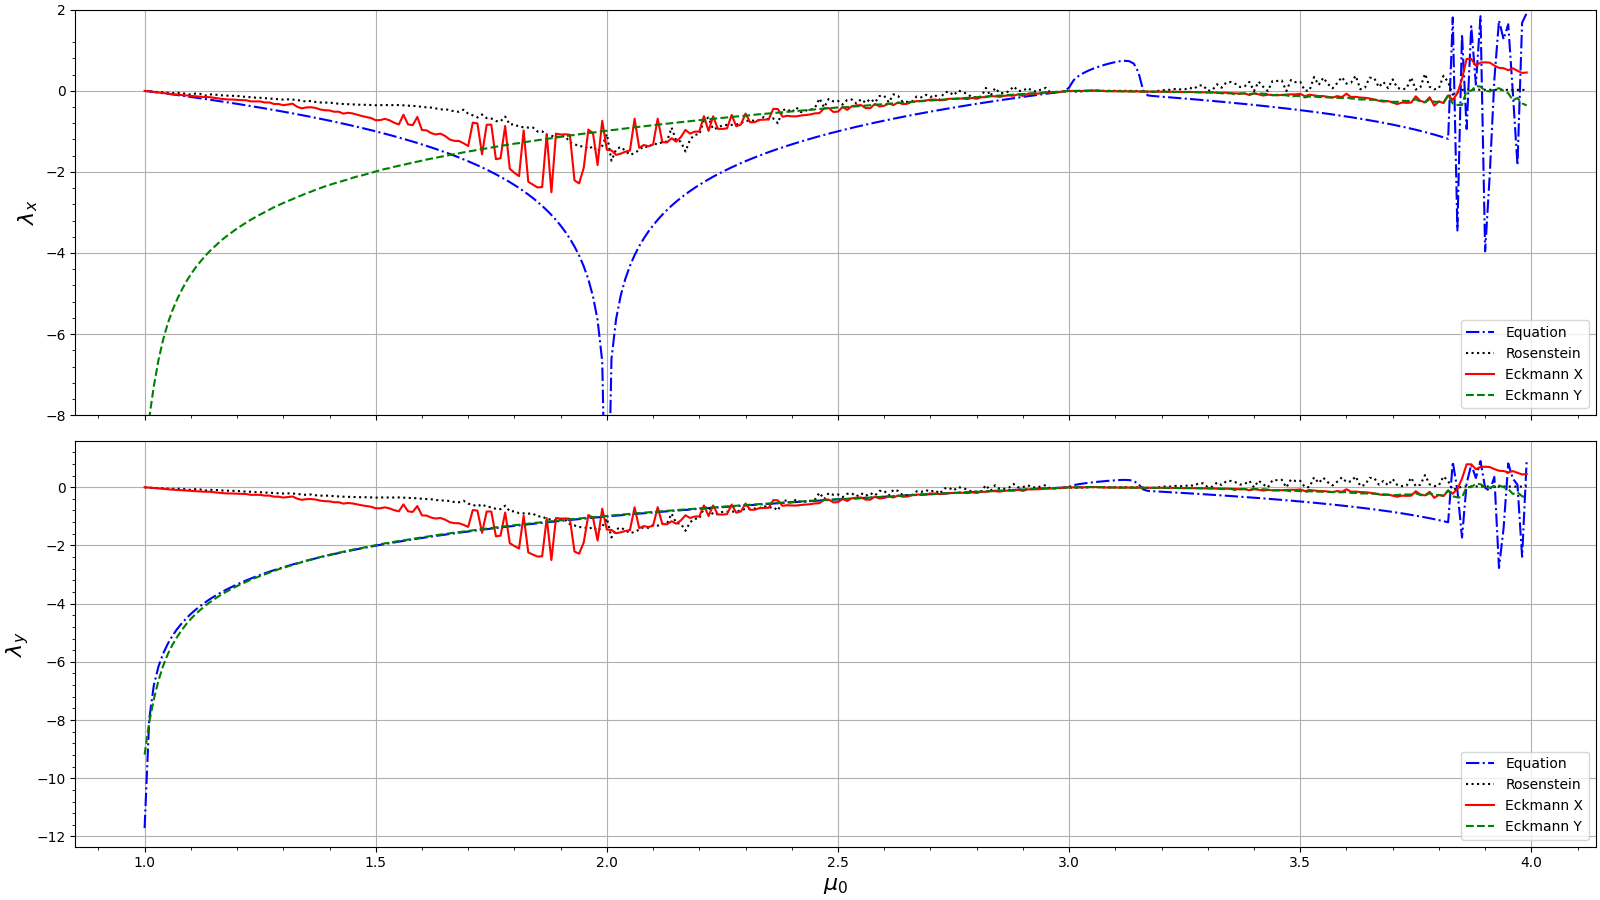 λx
2
0
−2
−4
−6
−8
Equation
Rosenstein
Eckmann X
Eckmann Y
λy
0
−2
−4
−6
−8
−10
−12
Equation
Rosenstein
Eckmann X
Eckmann Y
1.0 1.5 2.0 2.5 3.0 3.5 4.0
μ0